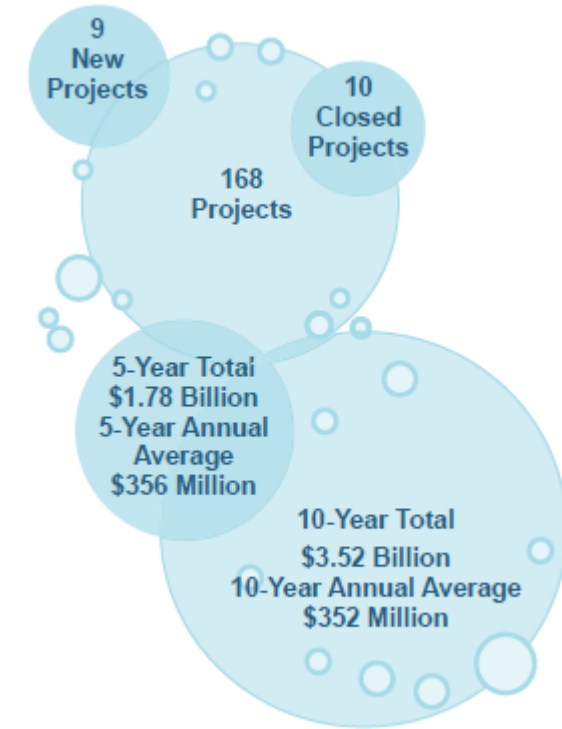 9
New
Projects
10
Closed
Projects
168
Projects
5-Year Total
$1.78 Billion
5-Year Annual
Average
$356 Million
10-Year Total
$3.52 Billion
10-Year Annual Average
$352 Million